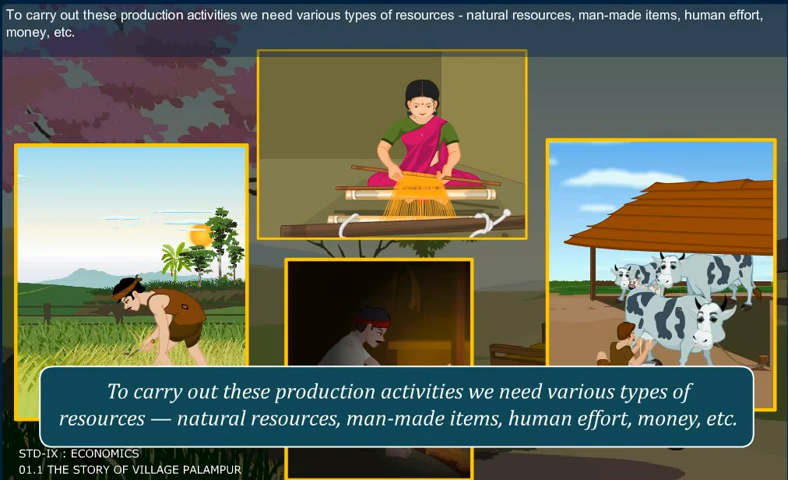 To carry out these production activities we need various types of resources - natural resources, man-made items, human effort,
money, etc.
To carry out these production activities we need various types of
resources — natural resources, man-made items, human effort, money, etc.
STD-IX : ECONOMICS
01.1 THE STORY OF VILLAGE PALAMPUR